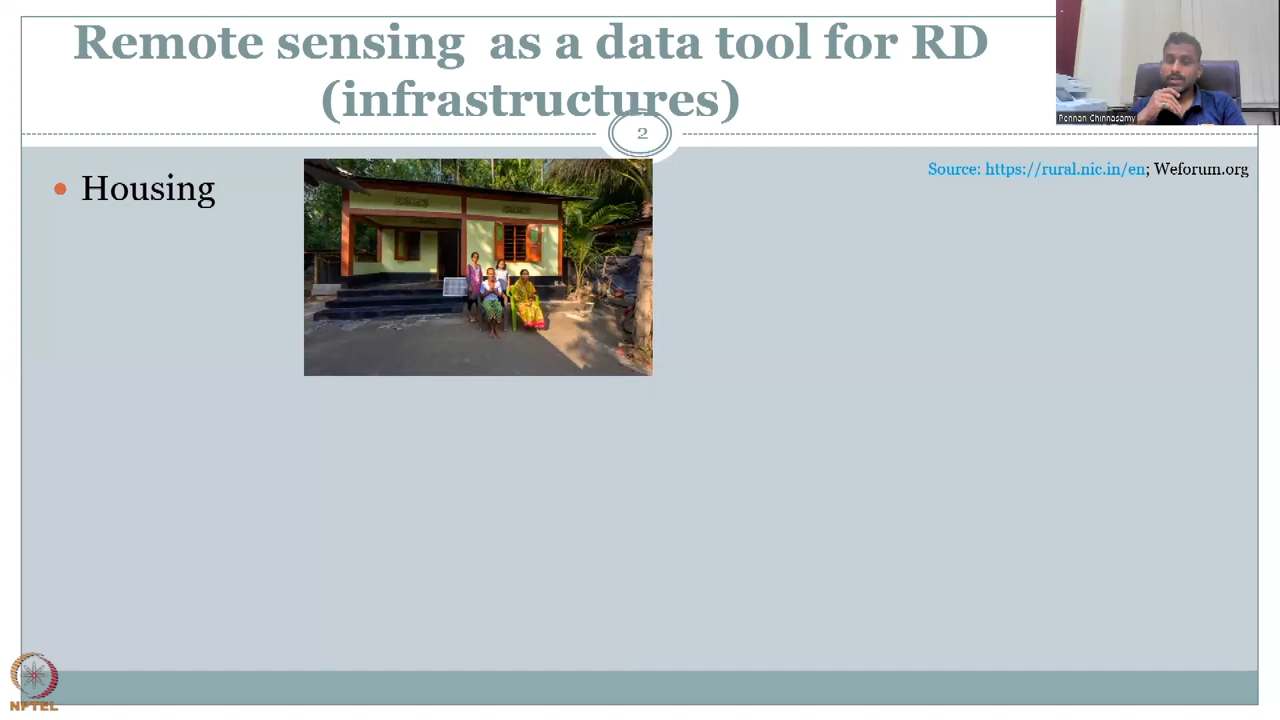 Remote sensing as a data tool for RD
(infrastructures)
2
Pennan Chinnasamy
Source: https://rural.nic.in/en; Weforum.org
Housing
NPTEL